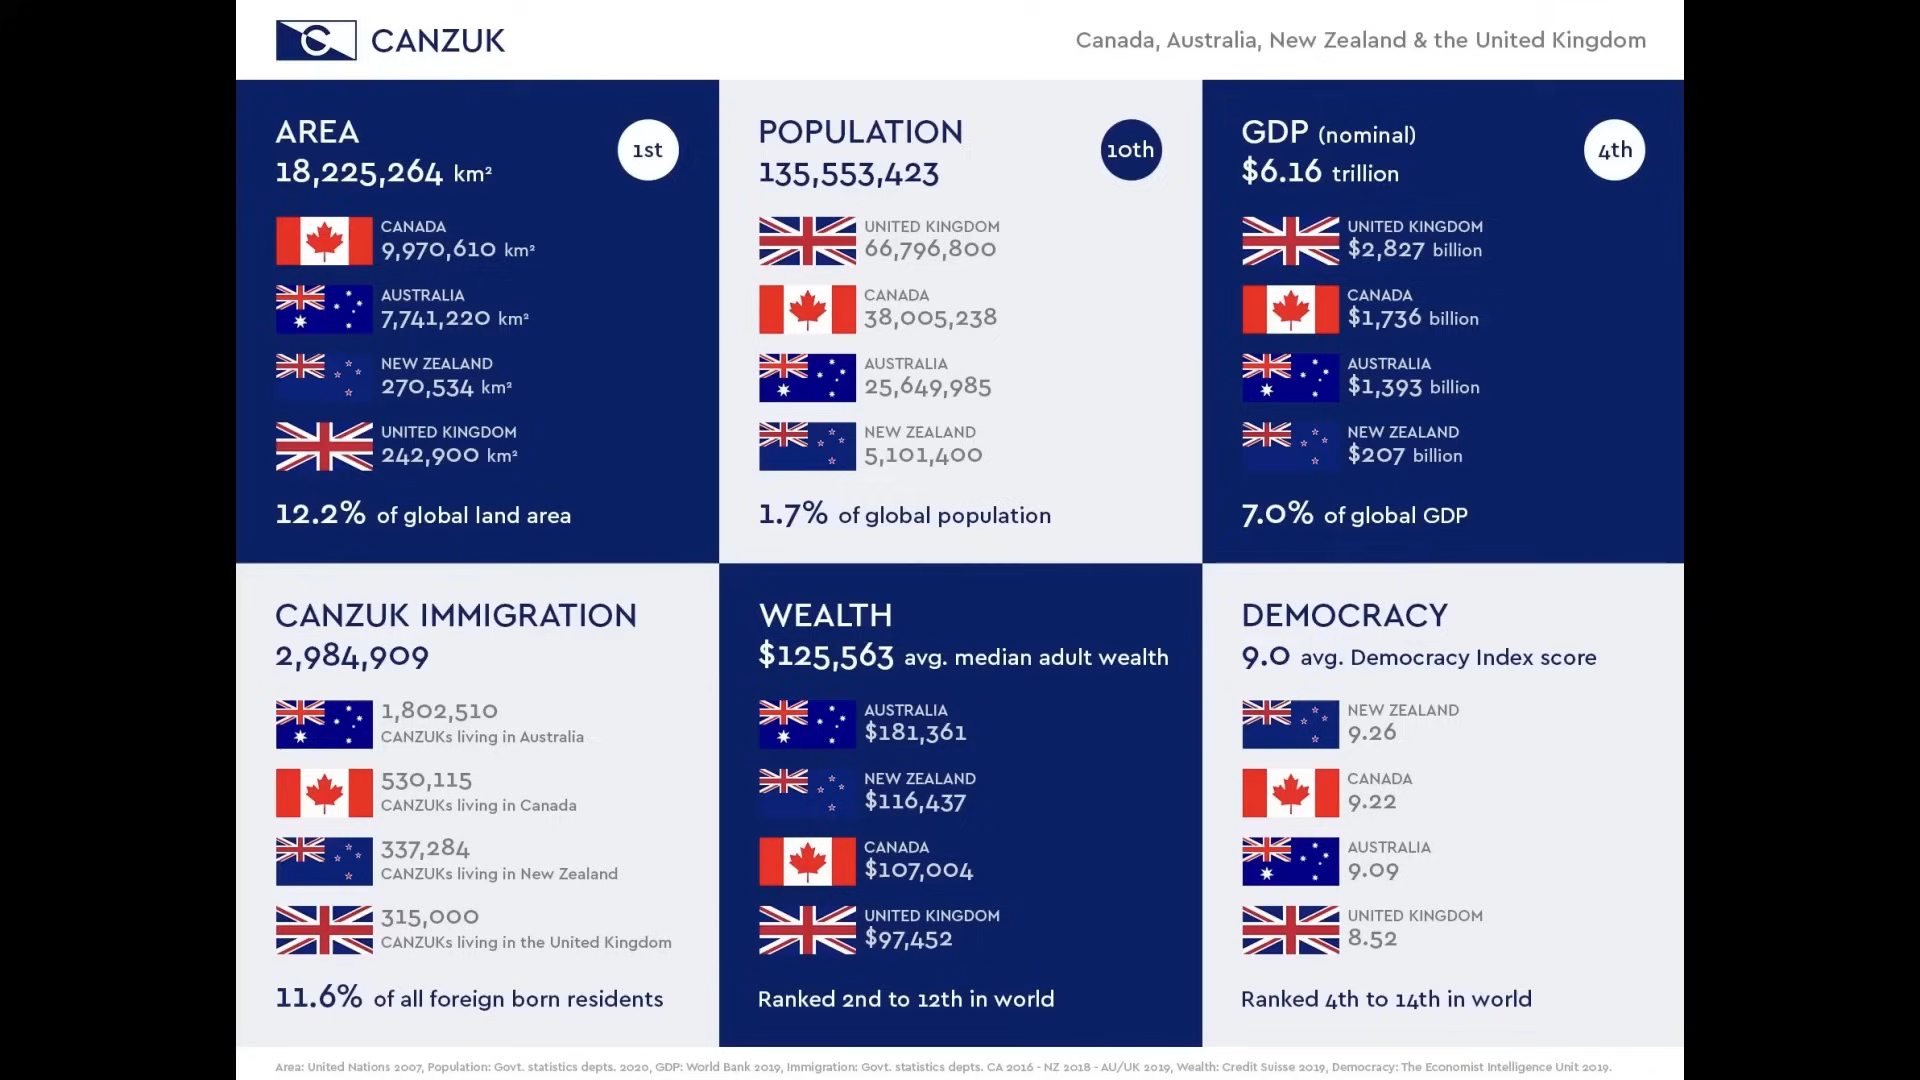 CANZUK
Canada, Australia, New Zealand & the United Kingdom
AREA
18,225,264 km²
1st
CANADA
9,970,610 km²
AUSTRALIA
7,741,220 km²
NEW ZEALAND
270,534 km²
UNITED KINGDOM
242,900 km²
12.2% of global land area
POPULATION
135,553,423
10th
UNITED KINGDOM
66,796,800
CANADA
38,005,238
AUSTRALIA
25,649,985
NEW ZEALAND
5,101,400
1.7% of global population
GDP (nominal)
$6.16 trillion
4th
UNITED KINGDOM
$2,827 billion
CANADA
$1,736 billion
AUSTRALIA
$1,393 billion
NEW ZEALAND
$207 billion
7.0% of global GDP
CANZUK IMMIGRATION
2,984,909
1,802,510
CANZUKs living in Australia
530,115
CANZUKs living in Canada
337,284
CANZUKs living in New Zealand
315,000
CANZUKs living in the United Kingdom
11.6% of all foreign born residents
WEALTH
$125,563 avg. median adult wealth
AUSTRALIA
$181,361
NEW ZEALAND
$116,437
CANADA
$107,004
UNITED KINGDOM
$97,452
Ranked 2nd to 12th in world
DEMOCRACY
9.0 avg. Democracy Index score
NEW ZEALAND
9.26
CANADA
9.22
AUSTRALIA
9.09
UNITED KINGDOM
8.52
Ranked 4th to 14th in world
Area: United Nations 2007, Population: Govt. statistics depts. 2020, GDP: World Bank 2019, Immigration: Govt. statistics depts. CA 2016 - NZ 2018 - AU/UK 2019, Wealth: Credit Suisse 2019, Democracy: The Economist Intelligence Unit 2019.